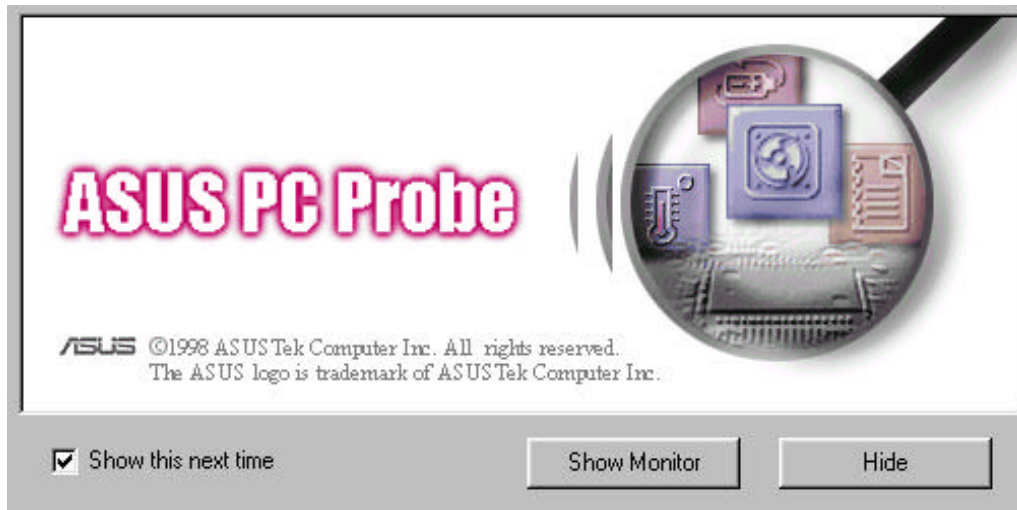 ASUS PC Probe
ASUS ©1998 ASUSTek Computer Inc. All rights reserved.
The ASUS logo is trademark of ASUSTek Computer Inc.
Show this next time
Show Monitor
Hide